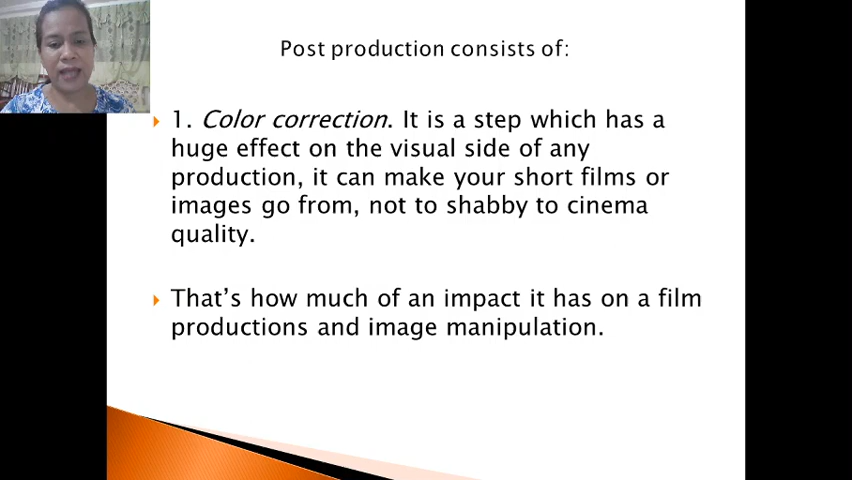 Post production consists of:
1. Color correction. It is a step which has a
huge effect on the visual side of any
production, it can make your short films or
images go from, not to shabby to cinema
quality.
That's how much of an impact it has on a film
productions and image manipulation.